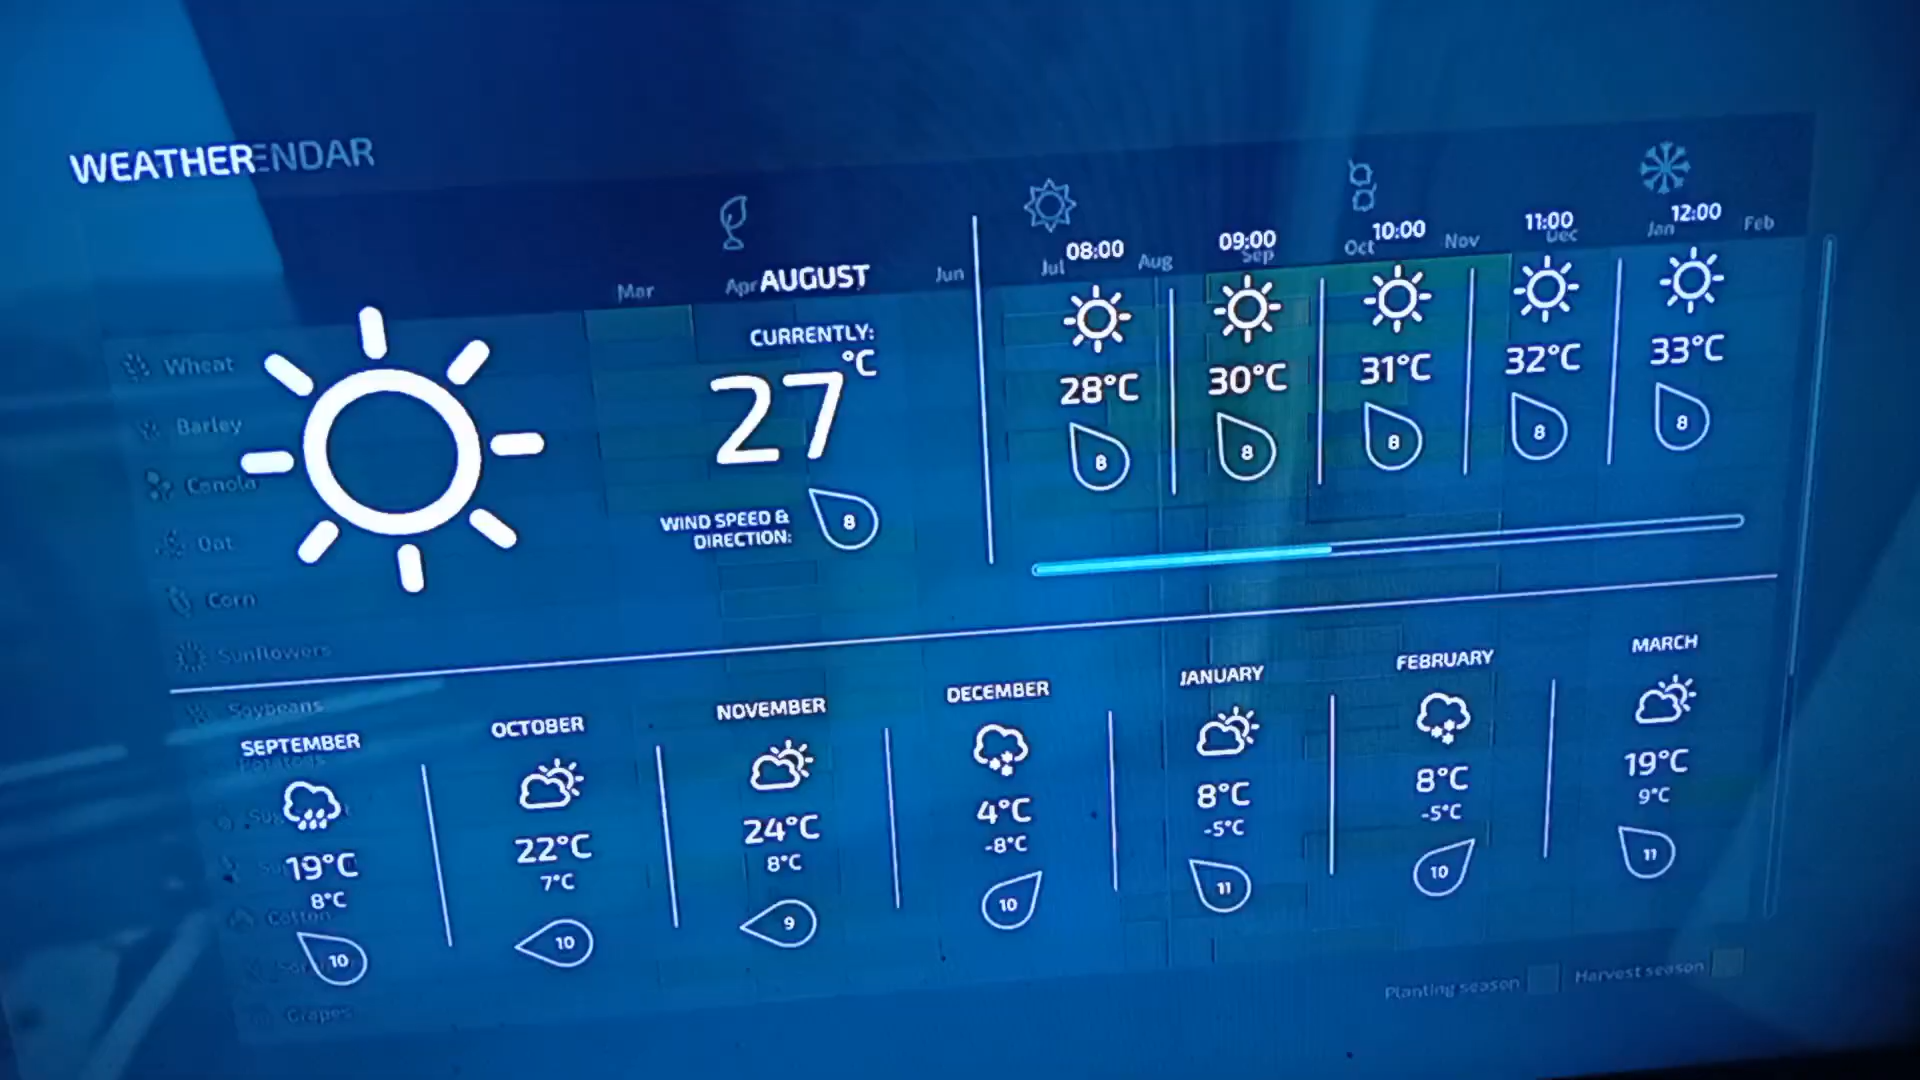 WEATHER
ENDAR
Mar
Apr
AUGUST
Jun
Jul
08:00
Aug
09:00
Sep
Oct
10:00
Nov
11:00
Dec
Jan
12:00
Feb
CURRENTLY:
27 °C
WIND SPEED &
DIRECTION:
8
28°C
30°C
31°C
32°C
33°C
8
8
8
8
8
Wheat
Barley
Canola
Oat
Corn
Sunflowers
Soybeans
Potatoes
Cotton
Grapes
SEPTEMBER
OCTOBER
NOVEMBER
DECEMBER
JANUARY
FEBRUARY
MARCH
19°C
22°C
24°C
4°C
8°C
8°C
19°C
8°C
7°C
8°C
-8°C
-5°C
-5°C
9°C
10
10
9
10
11
10
11
Planting season
Harvest season